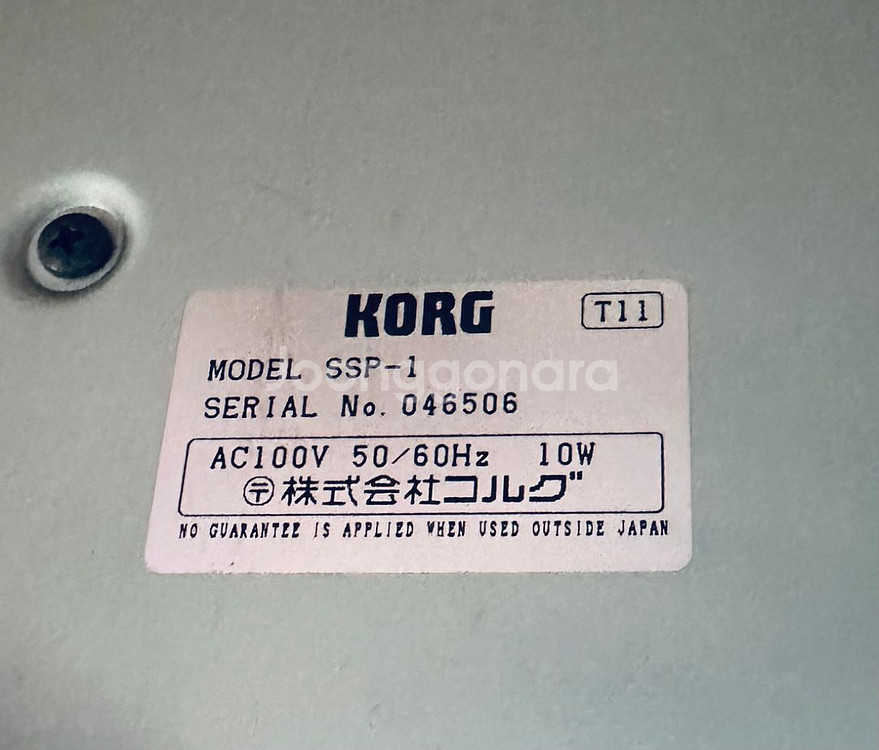 KORG
T11
MODEL SSP-1
joongaonara
SERIAL No. 046506
AC100V 50/60Hz 10W
〒株式会社コルグ
NO GUARANTEE IS APPLIED WHEN USED OUTSIDE JAPAN